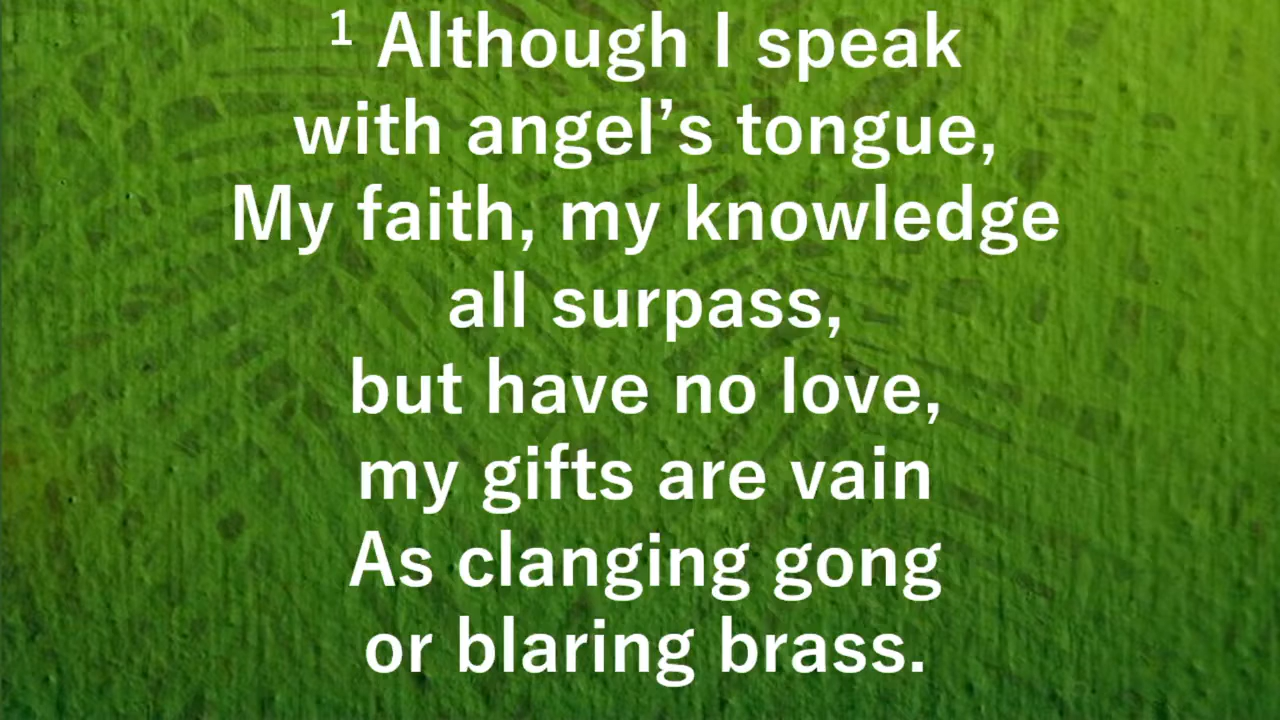 ¹ Although I speak
with angel’s tongue,
My faith, my knowledge
all surpass,
but have no love,
my gifts are vain
As clanging gong
or blaring brass.